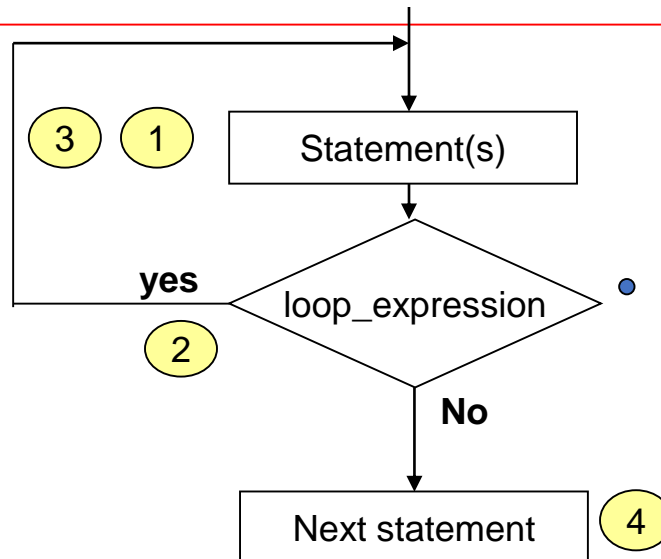 3 1
Statement(s)
yes
loop_expression
2
No
Next statement
4